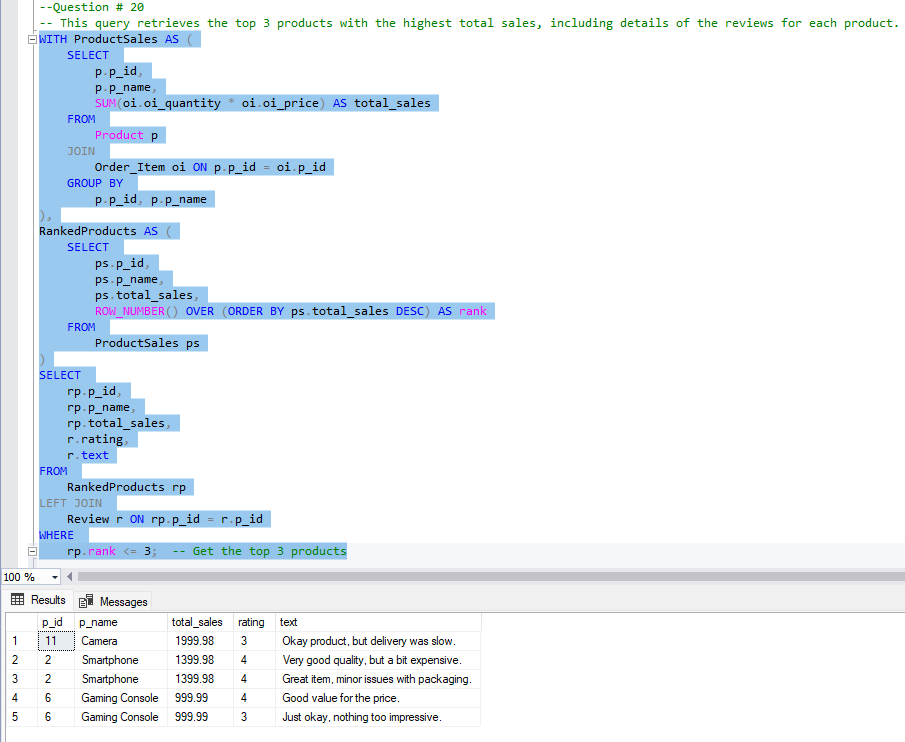 --Question # 20
-- This query retrieves the top 3 products with the highest total sales, including details of the reviews for each product.
WITH ProductSales AS (
SELECT
p.p_id,
p.p_name,
SUM(oi.oi_quantity * oi.oi_price) AS total_sales
FROM
Product p
JOIN
Order_Item oi ON p.p_id = oi.p_id
GROUP BY
p.p_id, p.p_name
),
RankedProducts AS (
SELECT
ps.p_id,
ps.p_name,
ps.total_sales,
ROW_NUMBER() OVER (ORDER BY ps.total_sales DESC) AS rank
FROM
ProductSales ps
)
SELECT
rp.p_id,
rp.p_name,
rp.total_sales,
r.rating,
r.text
FROM
RankedProducts rp
LEFT JOIN
Review r ON rp.p_id = r.p_id
WHERE
rp.rank <= 3;  -- Get the top 3 products
100 %
Results Messages
p_id p_name total_sales rating text
1 11 Camera 1999.98 3 Okay product, but delivery was slow.
2 2 Smartphone 1399.98 4 Very good quality, but a bit expensive.
3 2 Smartphone 1399.98 4 Great item, minor issues with packaging.
4 6 Gaming Console 999.99 4 Good value for the price.
5 6 Gaming Console 999.99 3 Just okay, nothing too impressive.